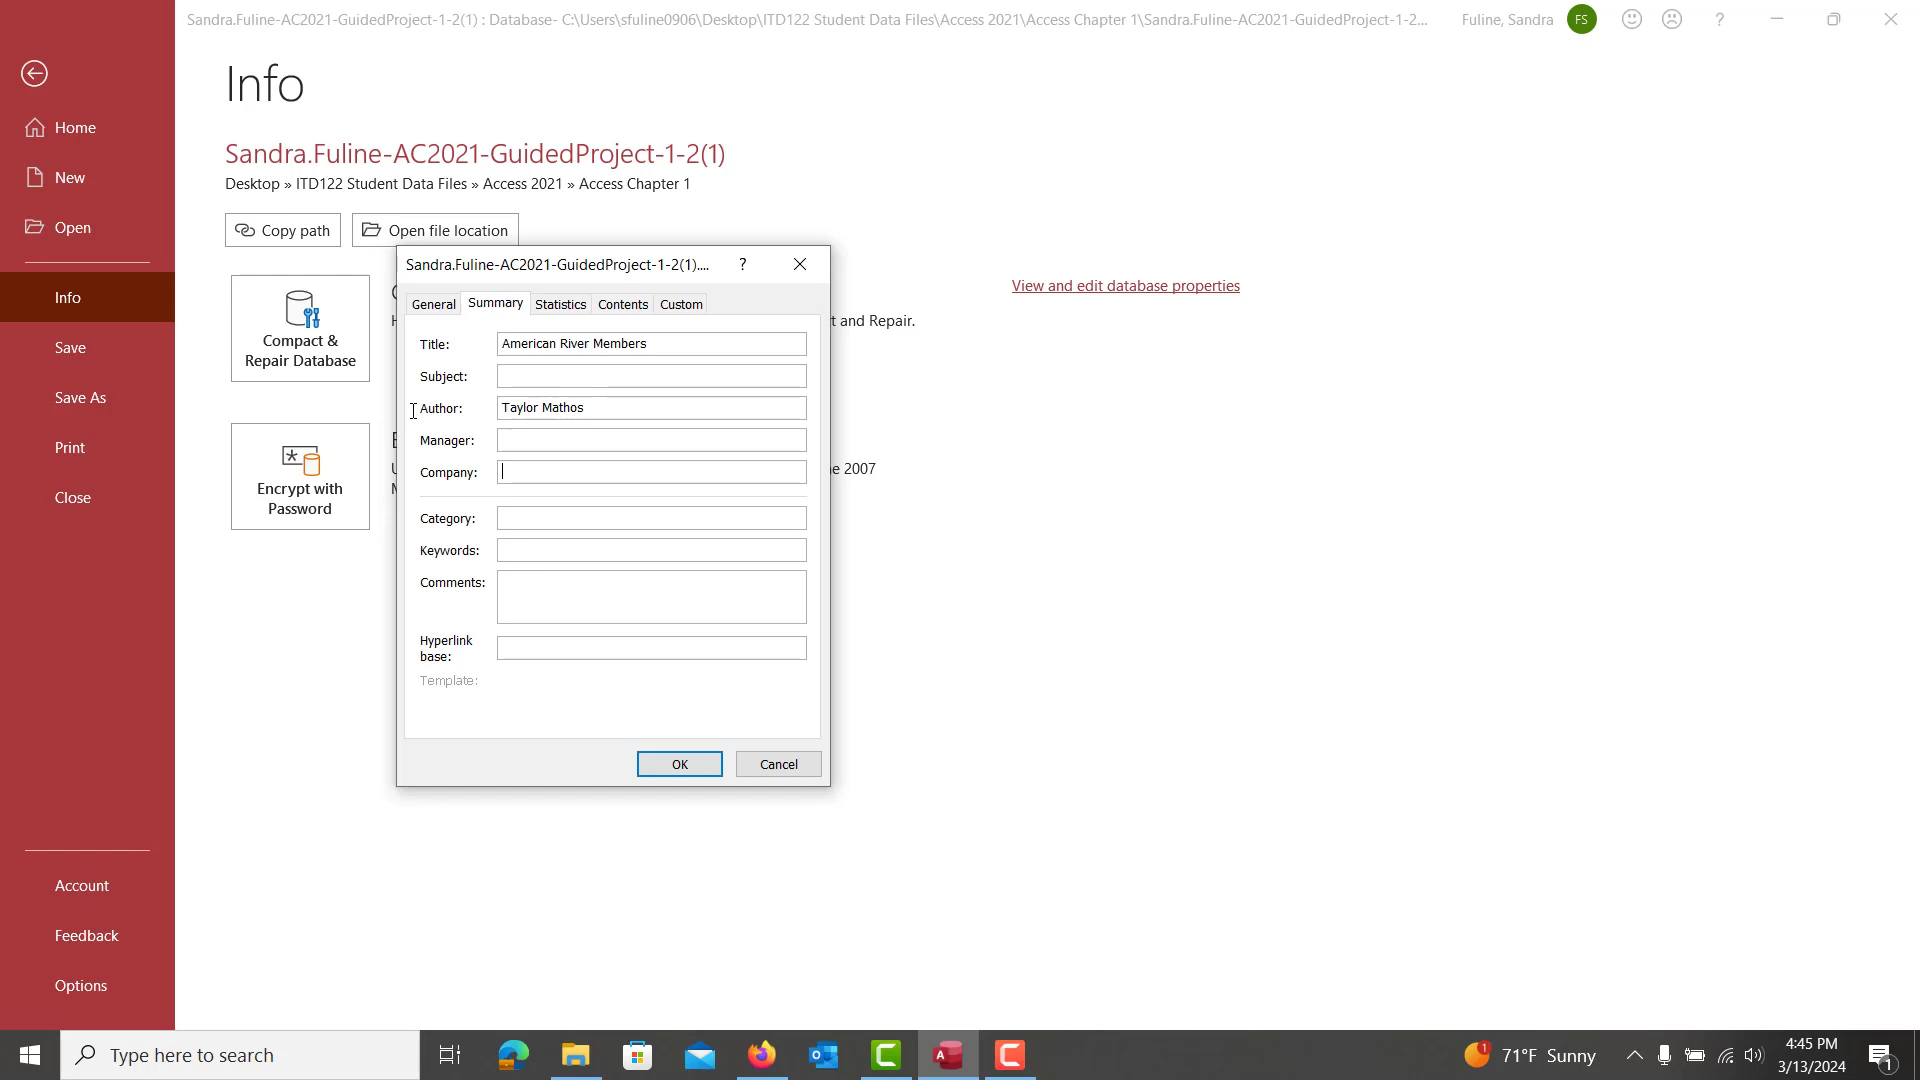 Sandra.Fuline-AC2021-GuidedProject-1-2(1) : Database- C:\Users\sfuline0906\Desktop\ITD122 Student Data Files\Access 2021\Access Chapter 1\Sandra.Fuline-AC2021-GuidedProject-1-2...
Fuline, Sandra
FS
?
Info
Home
New
Open
Info
Save
Save As
Print
Close
Account
Feedback
Options
Sandra.Fuline-AC2021-GuidedProject-1-2(1)
Desktop » ITD122 Student Data Files » Access 2021 » Access Chapter 1
Copy path
Open file location
Compact &
Repair Database
Encrypt with
Password
t and Repair.
e 2007
View and edit database properties
Sandra.Fuline-AC2021-GuidedProject-1-2(1)....
?
General
Summary
Statistics
Contents
Custom
Title: American River Members
Subject:
Author: Taylor Mathos
Manager:
Company:
Category:
Keywords:
Comments:
Hyperlink
base:
Template:
OK
Cancel
Type here to search
1
71°F Sunny
4:45 PM
3/13/2024
1